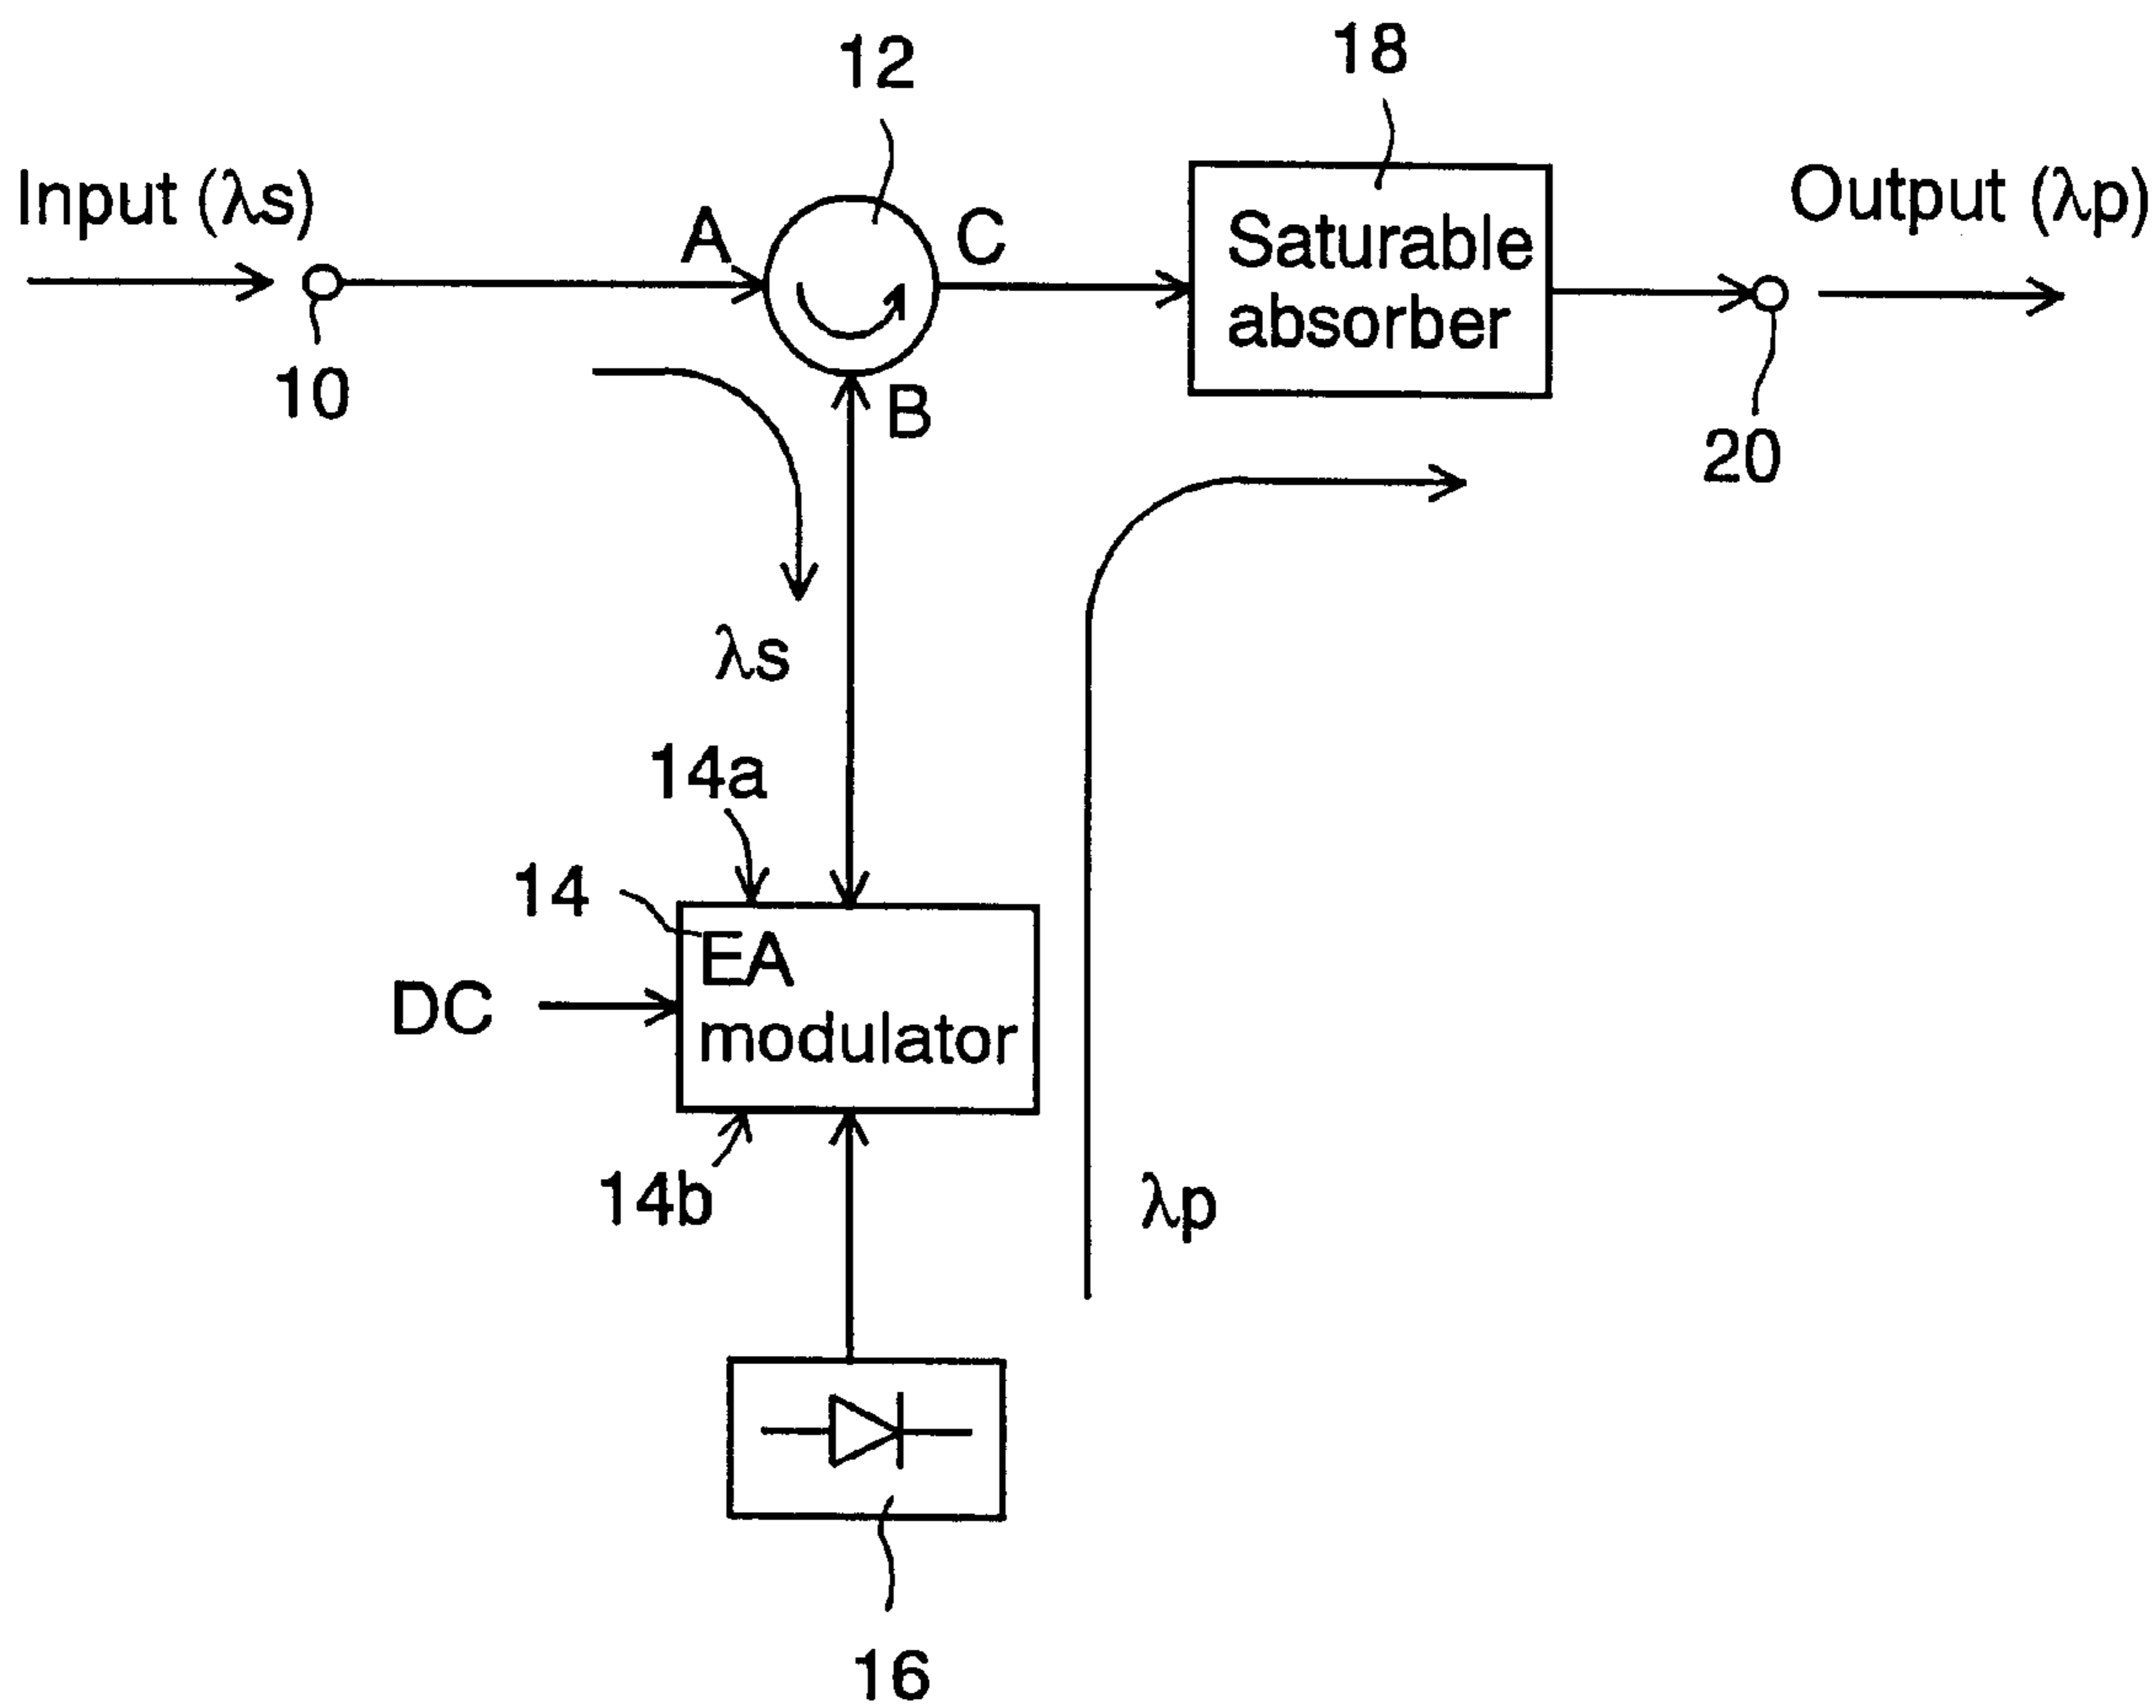 12
18
Input (λs)
Output (λp)
A
C
Saturable
absorber
10
B
20
λs
14a
14
EA
modulator
DC
14b
λp
16